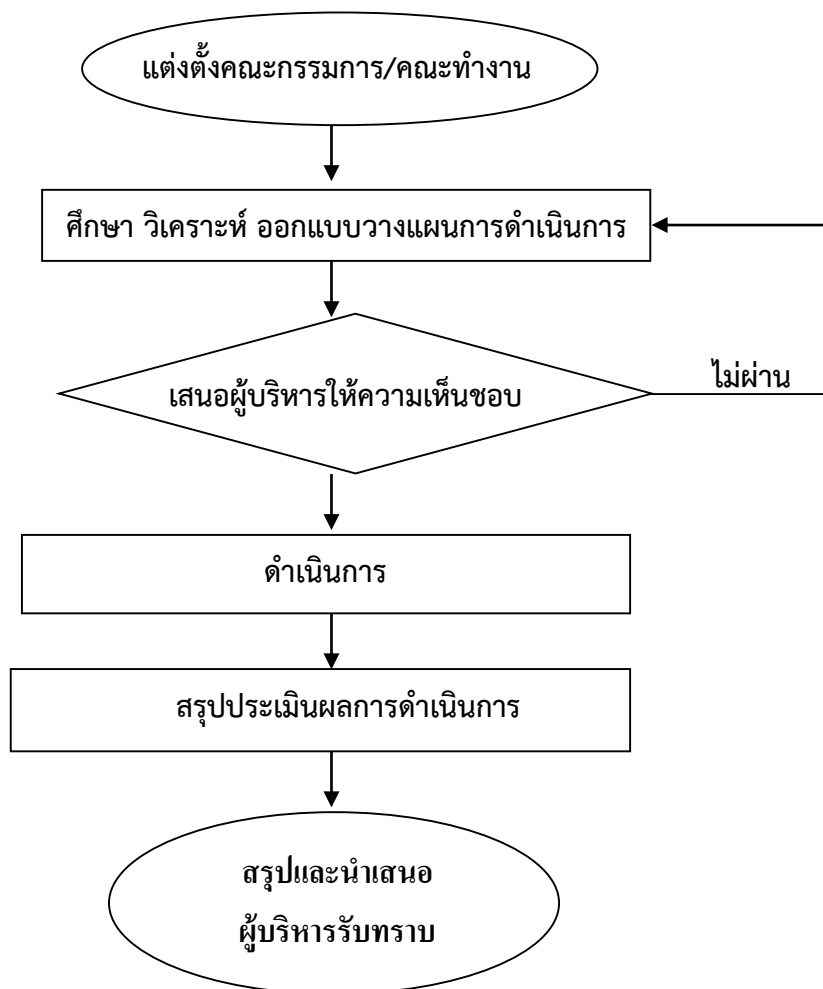 แต่งตั้งคณะกรรมการ/คณะทำงาน
ศึกษา วิเคราะห์ ออกแบบวางแผนการดำเนินการ
เสนอผู้บริหารให้ความเห็นชอบ
ไม่ผ่าน
ดำเนินการ
สรุปประเมินผลการดำเนินการ
สรุปและนำเสนอ
ผู้บริหารรับทราบ